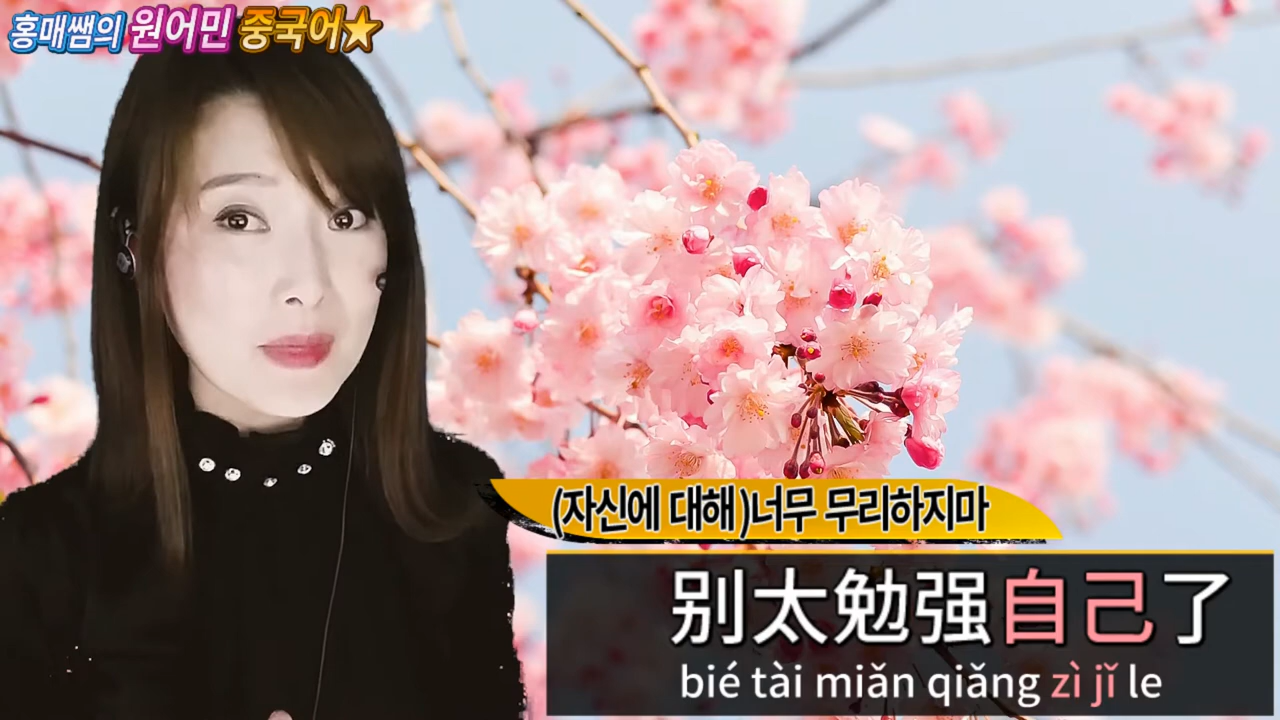 홍매쌤의 원어민 중국어★
(자신에 대해)너무 무리하지마
别太勉强自己了
bié tài miǎn qiǎng zì jǐ le